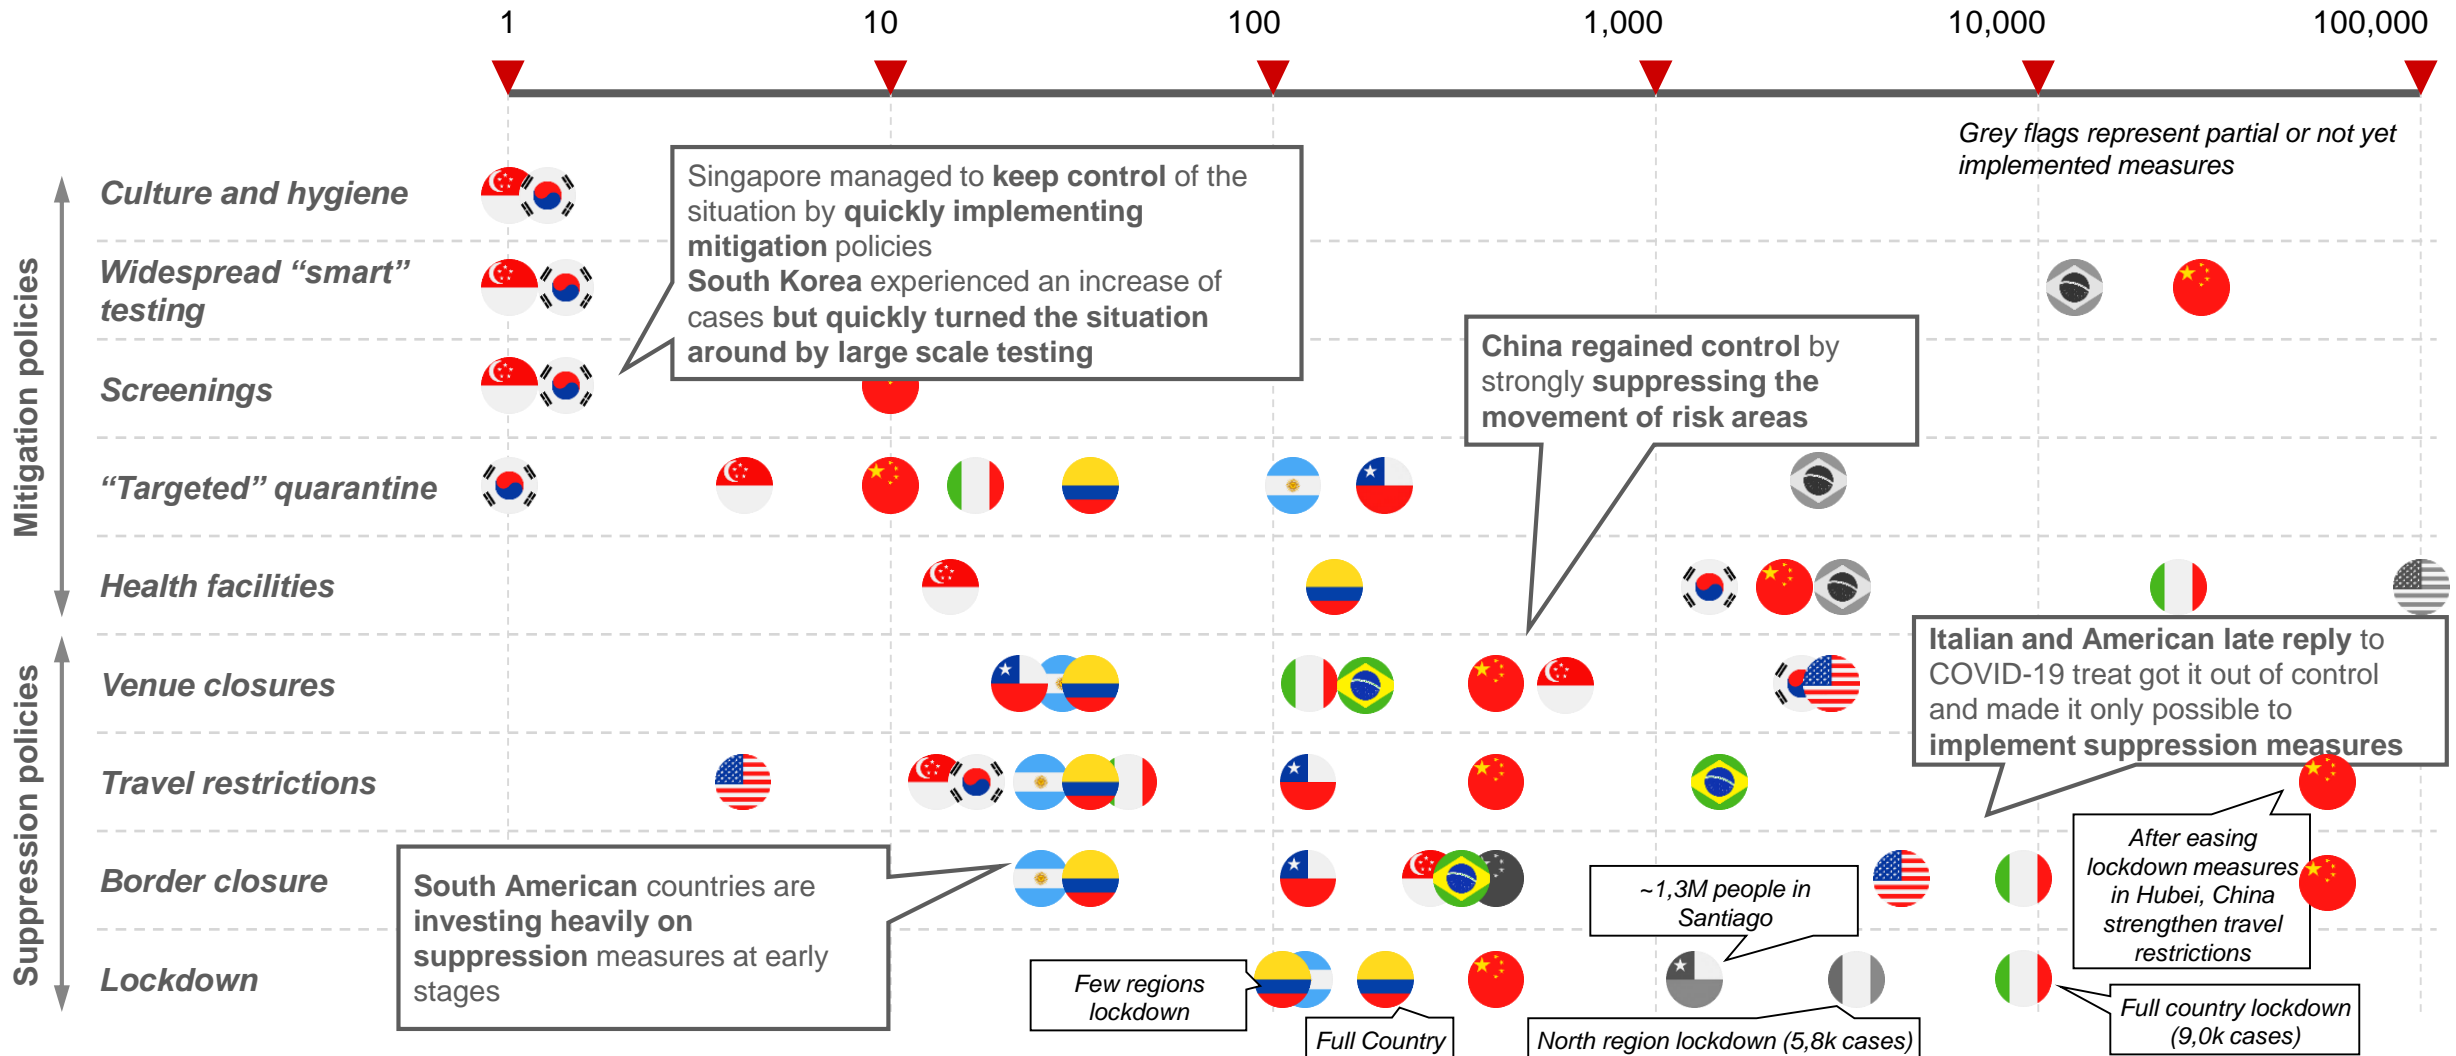 1
10
100
1,000
10,000
100,000
Grey flags represent partial or not yet
implemented measures
Mitigation policies
Culture and hygiene
Widespread “smart”
testing
Screenings
“Targeted” quarantine
Health facilities
Singapore managed to keep control of the
situation by quickly implementing
mitigation policies
South Korea experienced an increase of
cases but quickly turned the situation
around by large scale testing
China regained control by
strongly suppressing the
movement of risk areas
Suppression policies
Venue closures
Travel restrictions
Border closure
Lockdown
Italian and American late reply to
COVID-19 treat got it out of control
and made it only possible to
implement suppression measures
South American countries are
investing heavily on
suppression measures at early
stages
~1,3M people in
Santiago
After easing
lockdown measures
in Hubei, China
strengthen travel
restrictions
Few regions
lockdown
Full Country
North region lockdown (5,8k cases)
Full country lockdown
(9,0k cases)